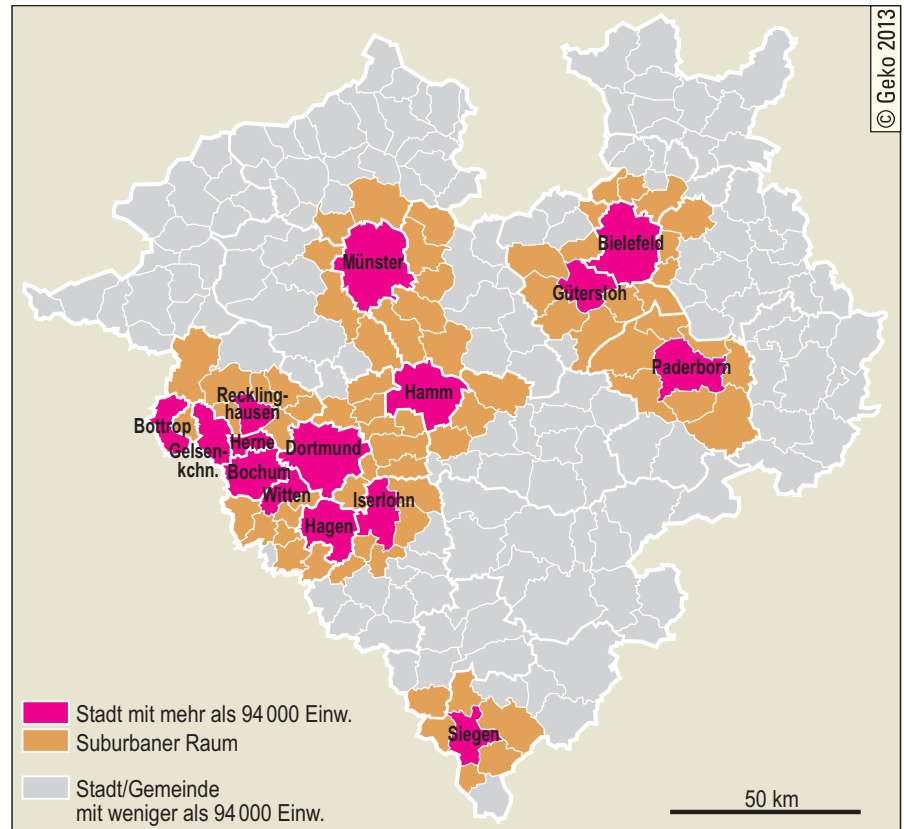 © Geko 2013
Bielefeld
Münster
Gütersloh
Paderborn
Reckling-
hausen
Hamm
Bottrop
Herne
Dortmund
Gelsen-
kchn.
Bochum
Witten
Iserlohn
Hagen
Siegen
Stadt mit mehr als 94 000 Einw.
Suburbaner Raum
Stadt/Gemeinde
mit weniger als 94 000 Einw.
50 km